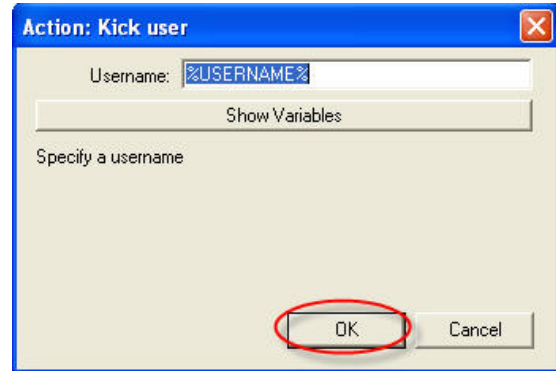 Action: Kick user
Username: %USERNAME%
Show Variables
Specify a username
OK Cancel